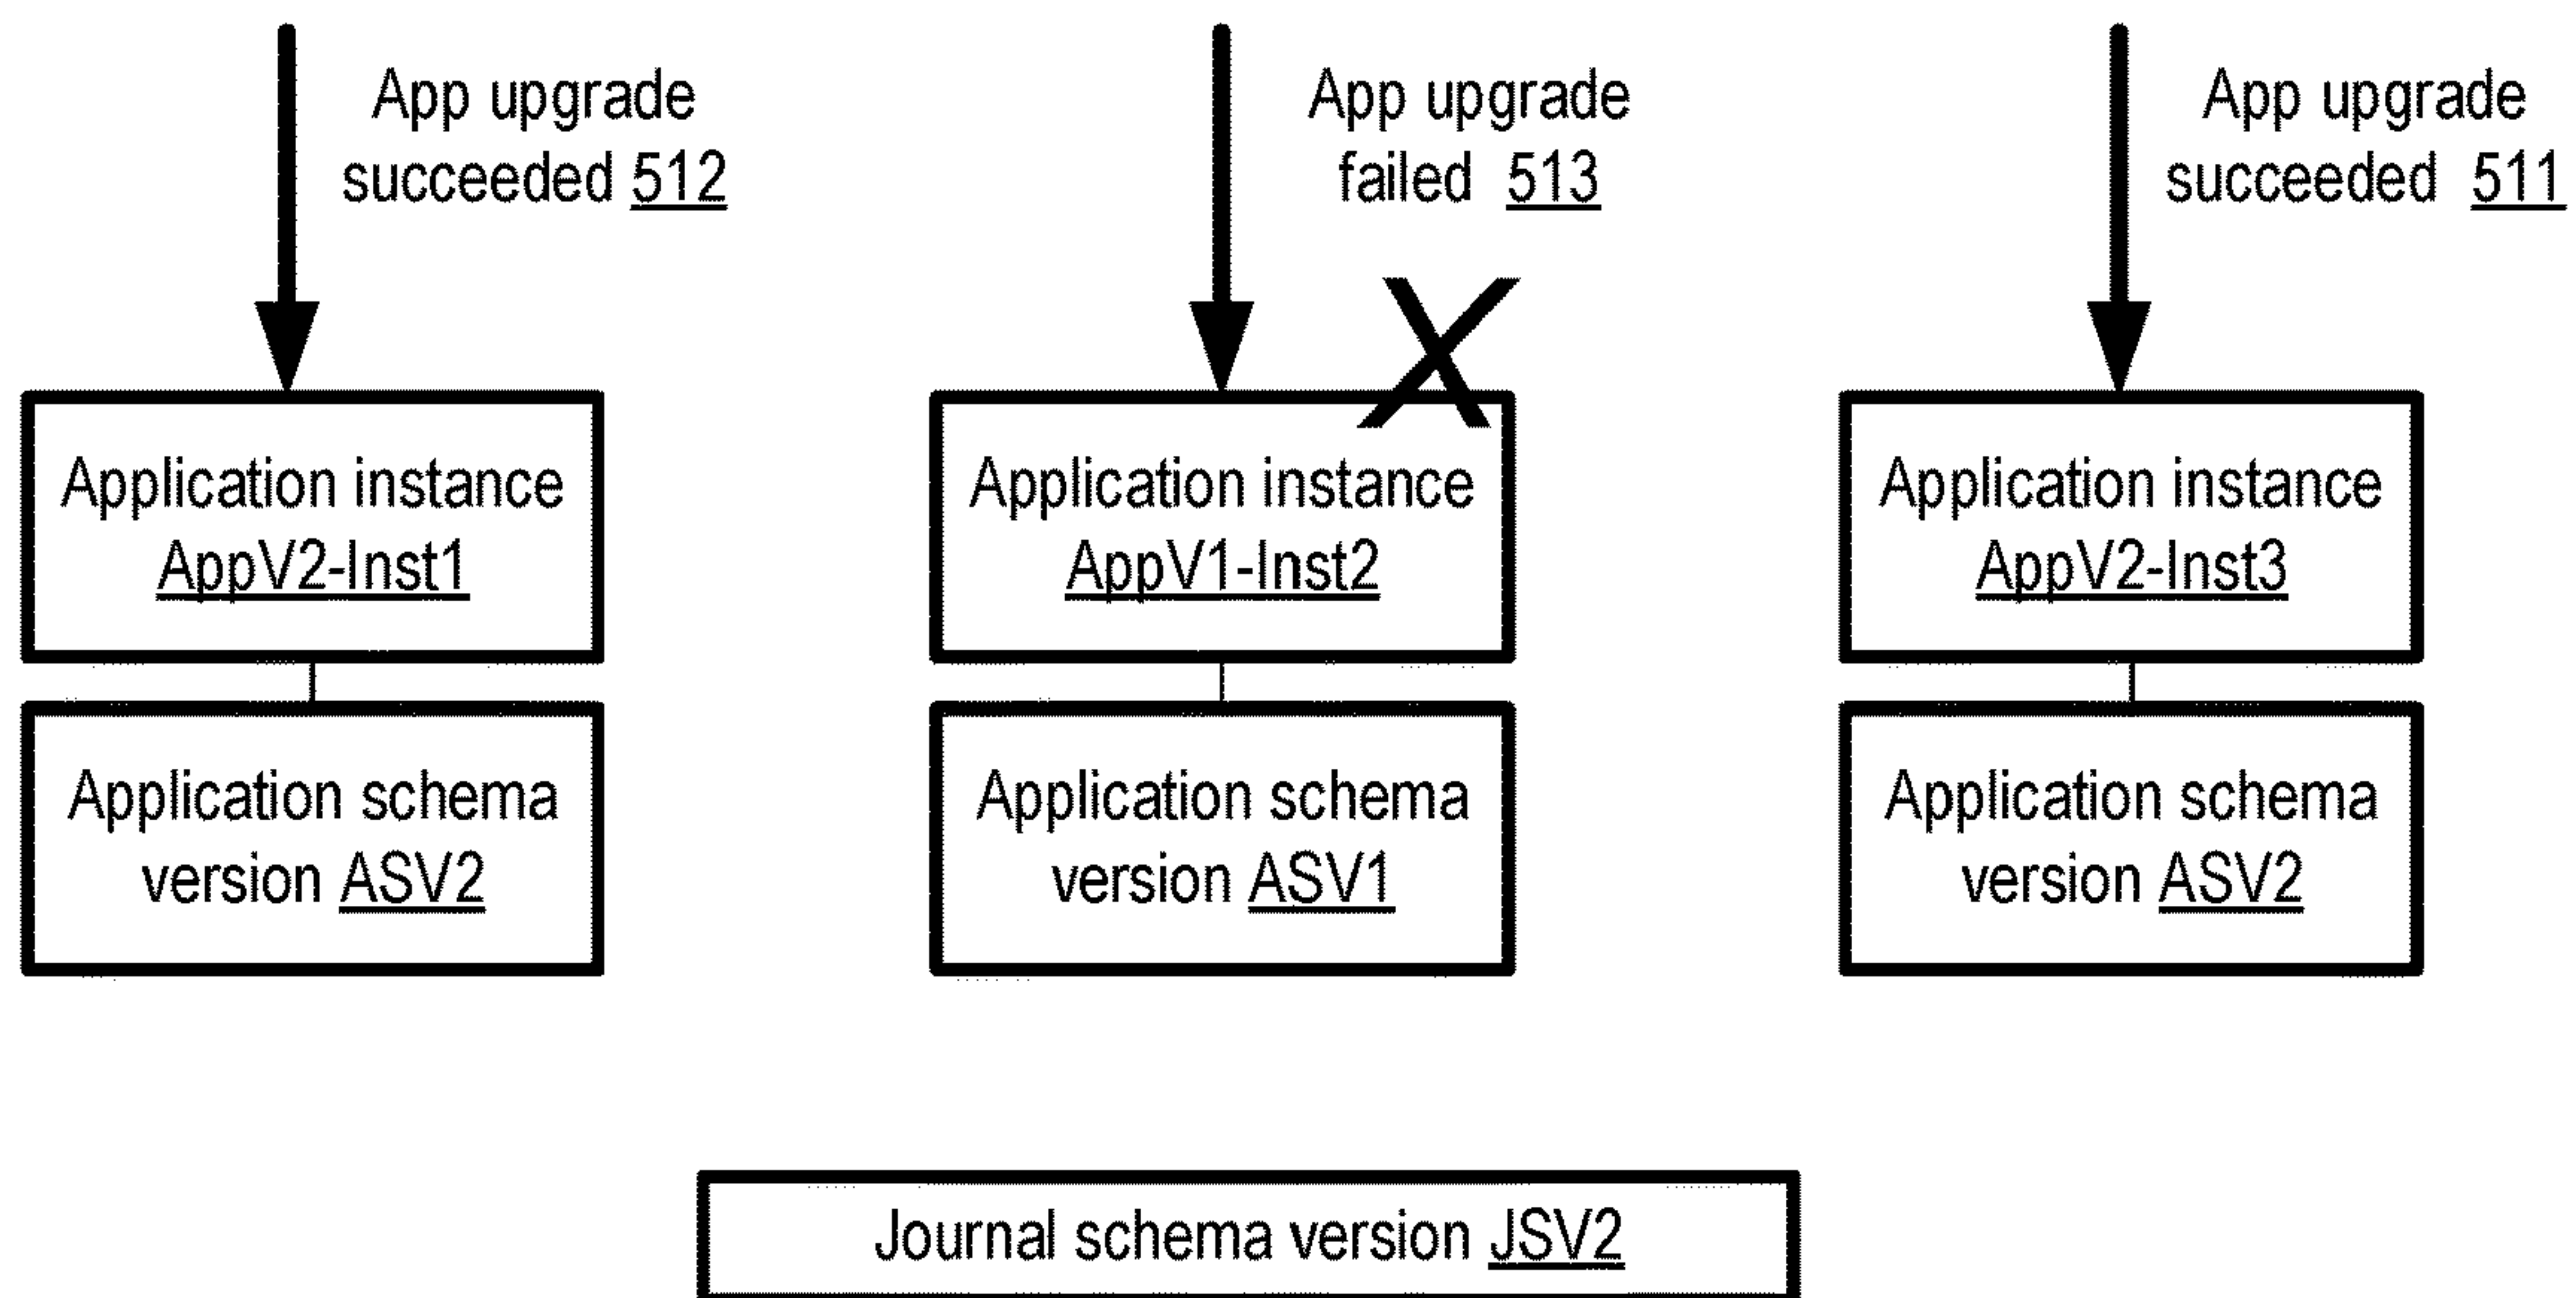 App upgrade
succeeded 512
App upgrade
failed 513
App upgrade
succeeded 511
Application instance
AppV2-Inst1
Application instance
AppV1-Inst2
Application instance
AppV2-Inst3
Application schema
version ASV2
Application schema
version ASV1
Application schema
version ASV2
Journal schema version JSV2